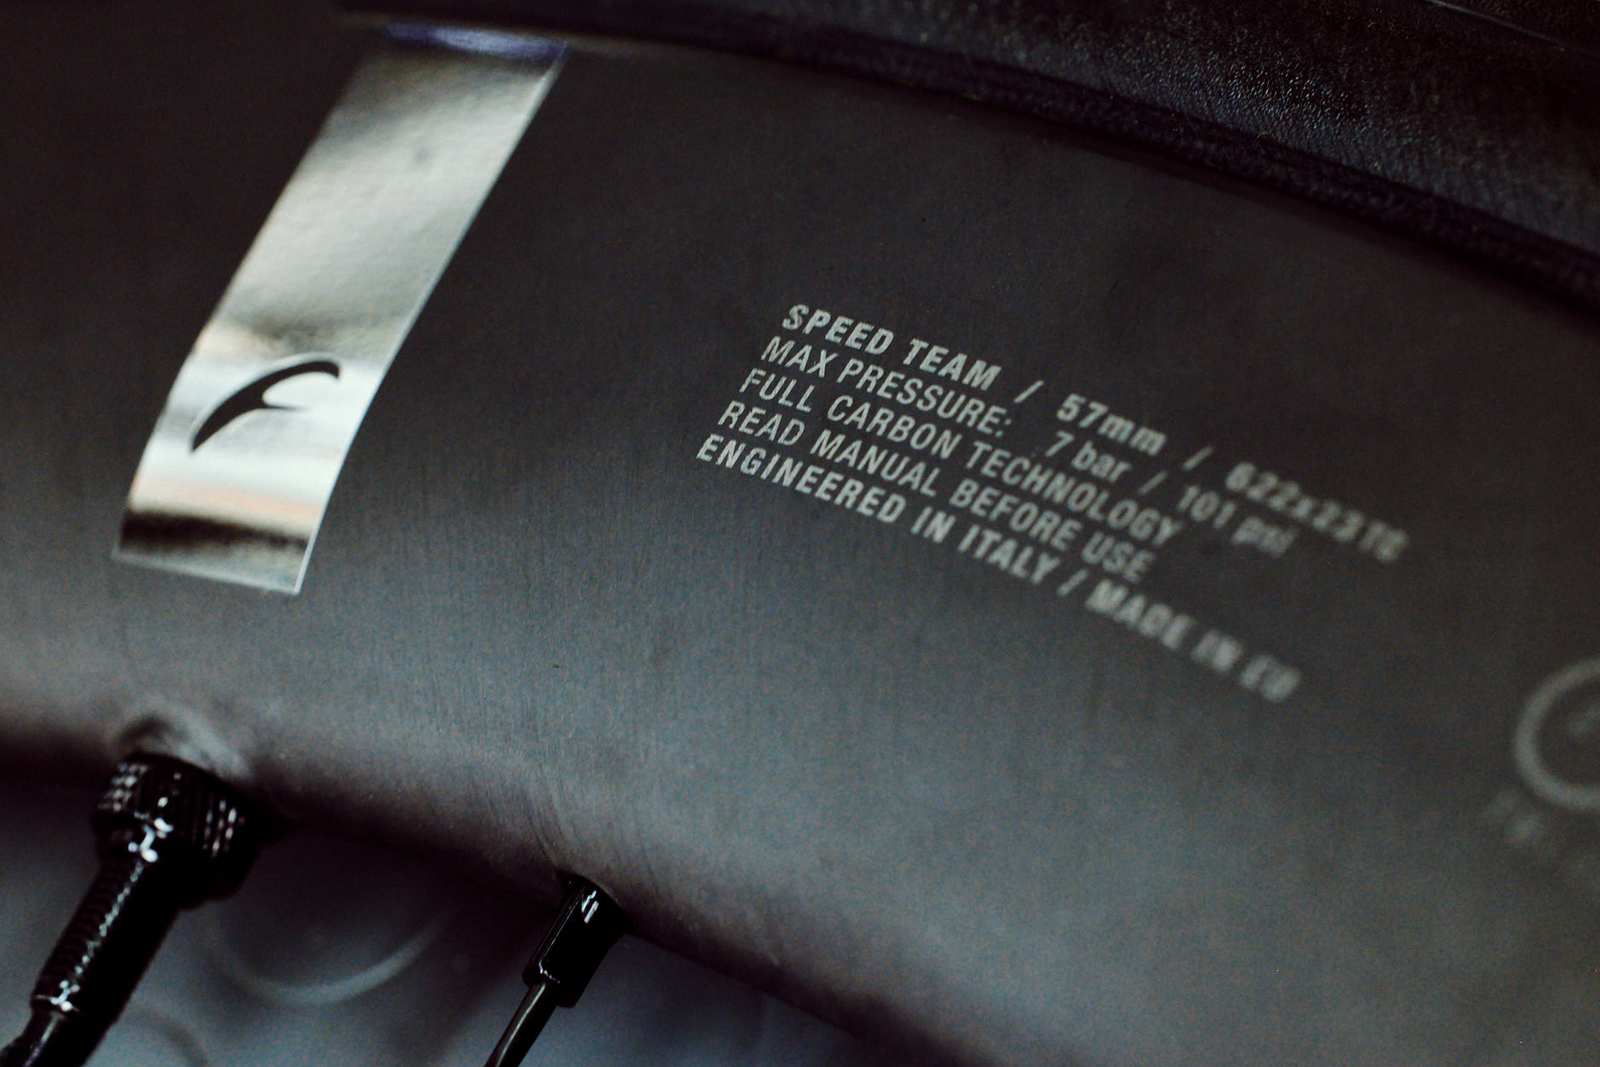 SPEED TEAM / 57mm / 622x23TC
MAX PRESSURE: 7 bar / 101 psi
FULL CARBON TECHNOLOGY
READ MANUAL BEFORE USE
ENGINEERED IN ITALY / MADE IN EU